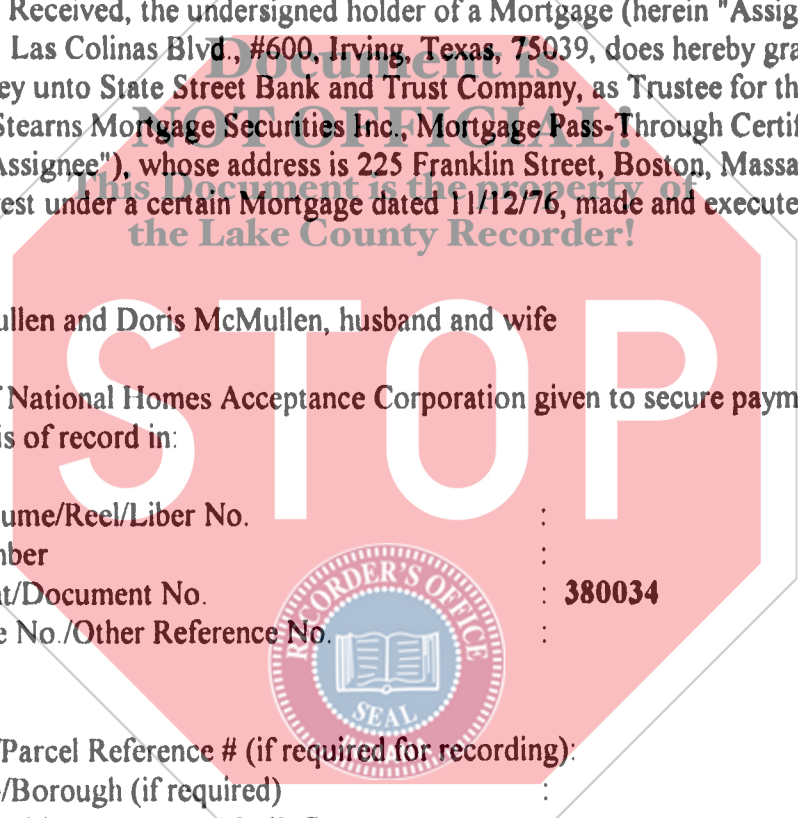 Received, the undersigned holder of a Mortgage (herein "Assig
Las Colinas Blvd., #600, Irving, Texas, 75039, does hereby gra
Document is
ey unto State Street Bank and Trust Company, as Trustee for th
NOT OFFICIAL!
Stearns Mortgage Securities Inc., Mortgage Pass-Through Certif
Assignee"), whose address is 225 Franklin Street, Boston, Massa
This Document is the property of
est under a certain Mortgage dated 11/12/76, made and execute
the Lake County Recorder!
ullen and Doris McMullen, husband and wife
STOP
National Homes Acceptance Corporation given to secure paym
is of record in:
ume/Reel/Liber No. :
nber :
t/Document No. : 380034
e No./Other Reference No. :
RECORDER'S OFFICE
SEAL
/Parcel Reference # (if required for recording):
/Borough (if required) :